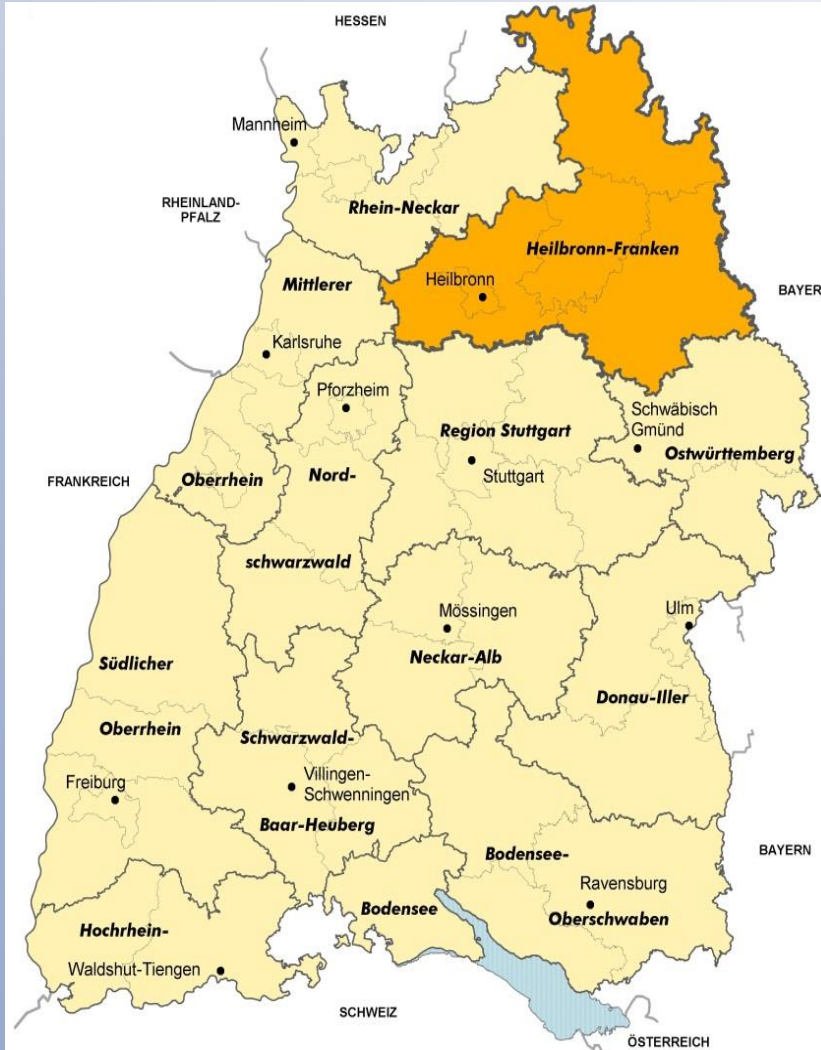 HESSEN
Mannheim
RHEINLAND-
PFALZ
Rhein-Neckar
Heilbronn-Franken
Mittlerer
Heilbronn
BAYER
Karlsruhe
Pforzheim
Schwäbisch
Gmünd
Region Stuttgart
Ostwürttemberg
FRANKREICH
Oberrhein
Nord-
Stuttgart
schwarzwald
Mössingen
Ulm
Südlicher
Neckar-Alb
Donau-Iller
Oberrhein
Schwarzwald-
Freiburg
Villingen-
Schwenningen
Baar-Heuberg
Bodensee-
BAYERN
Ravensburg
Bodensee
Oberschwaben
Hochrhein-
Waldshut-Tiengen
SCHWEIZ
ÖSTERREICH